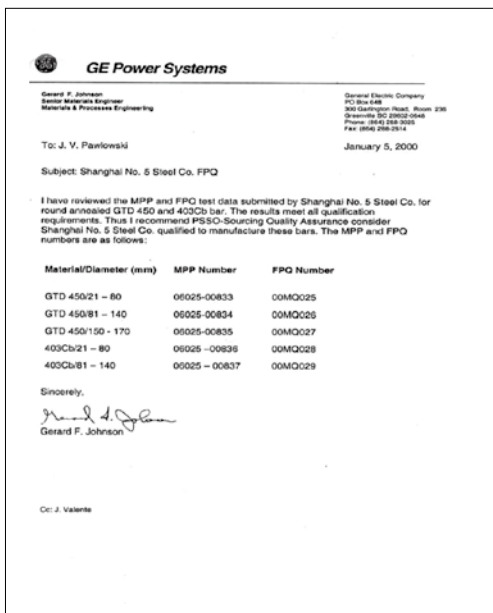 GE Power Systems
Gerard F. Johnson
Senior Materials Engineer
Materials & Processes Engineering
General Electric Company
PO Box 648
300 Garlington Road, Room 236
Greenville SC 29602-0648
Phone: (864) 288-3025
Fax: (864) 288-2514
To: J. V. Pawlowski
January 5, 2000
Subject: Shanghai No. 5 Steel Co. FPQ
I have reviewed the MPP and FPQ test data submitted by Shanghai No. 5 Steel Co. for
round annealed GTD 450 and 403Cb bar. The results meet all qualification
requirements. Thus I recommend PSSO-Sourcing Quality Assurance consider
Shanghai No. 5 Steel Co. qualified to manufacture these bars. The MPP and FPQ
numbers are as follows:
Material/Diameter (mm) MPP Number FPQ Number
GTD 450/21 – 80 06025-00833 00MQ025
GTD 450/81 – 140 06025-00834 00MQ026
GTD 450/150 - 170 06025-00835 00MQ027
403Cb/21 – 80 06025 –00836 00MQ028
403Cb/81 – 140 06025 – 00837 00MQ029
Sincerely,
Gerard F. Johnson
Cc: J. Valente